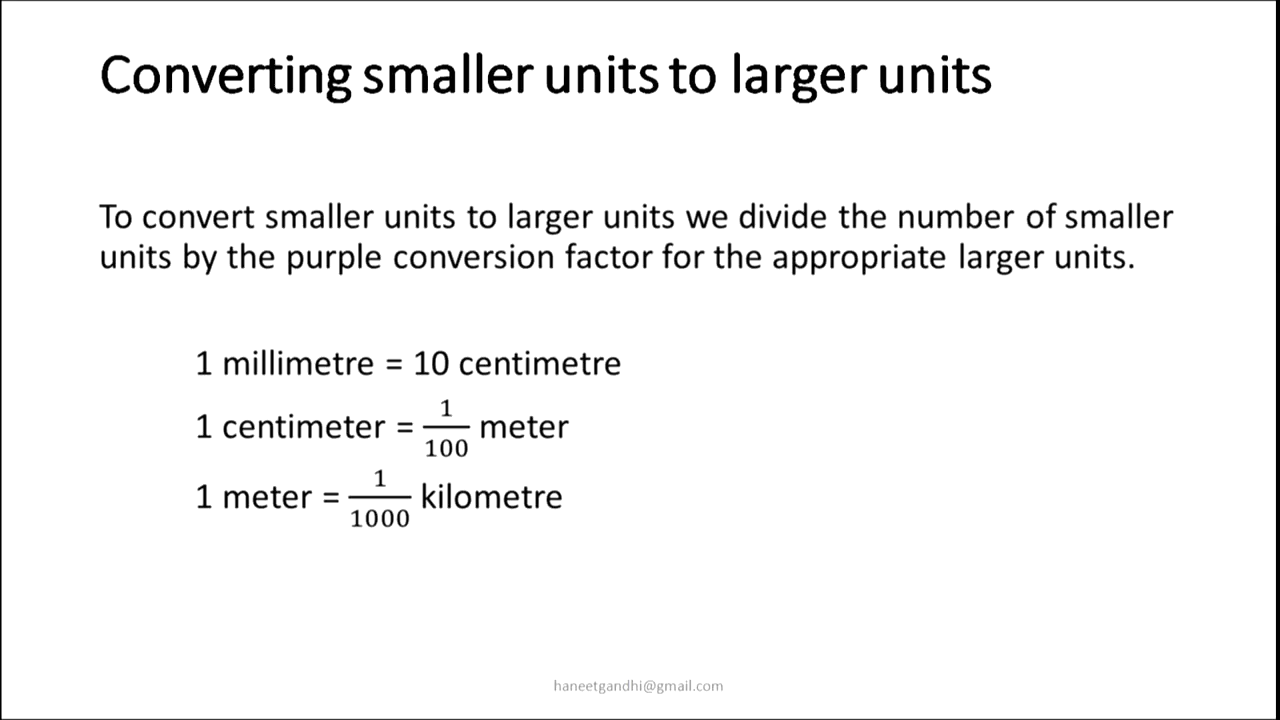 Converting smaller units to larger units
To convert smaller units to larger units we divide the number of smaller
units by the purple conversion factor for the appropriate larger units.
1 millimetre = 10 centimetre
1 centimeter = 1/100 meter
1 meter = 1/1000 kilometre
haneetgandhi@gmail.com